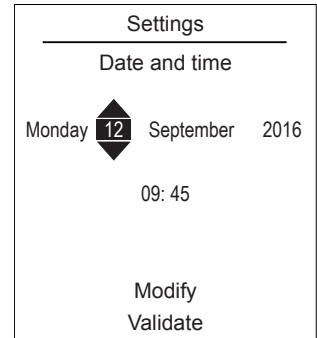 Settings
Date and time
Monday 12 September 2016
09: 45
Modify
Validate